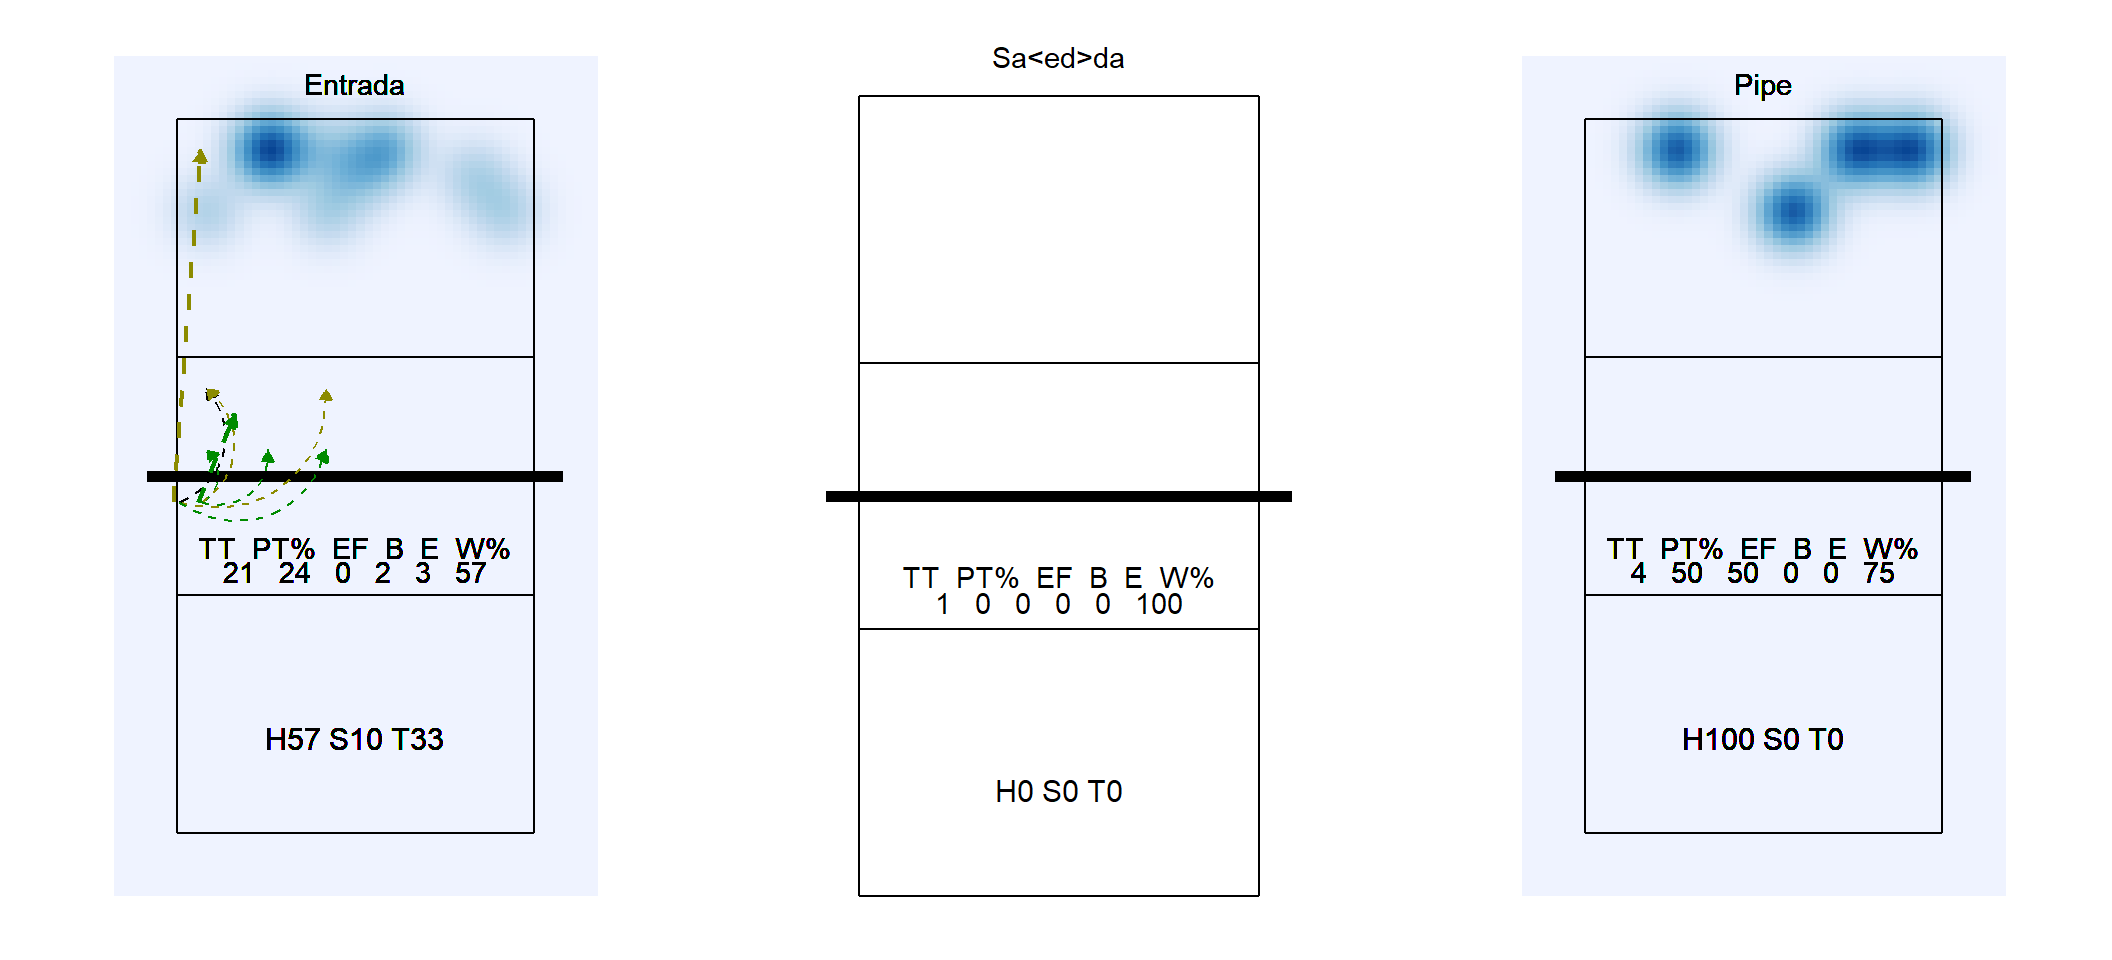 Entrada
TT PT% EF B E W%
21 24 0 2 3 57
H57 S10 T33
Sa<ed>da
TT PT% EF B E W%
1 0 0 0 0 100
H0 S0 T0
Pipe
TT PT% EF B E W%
4 50 50 0 0 75
H100 S0 T0